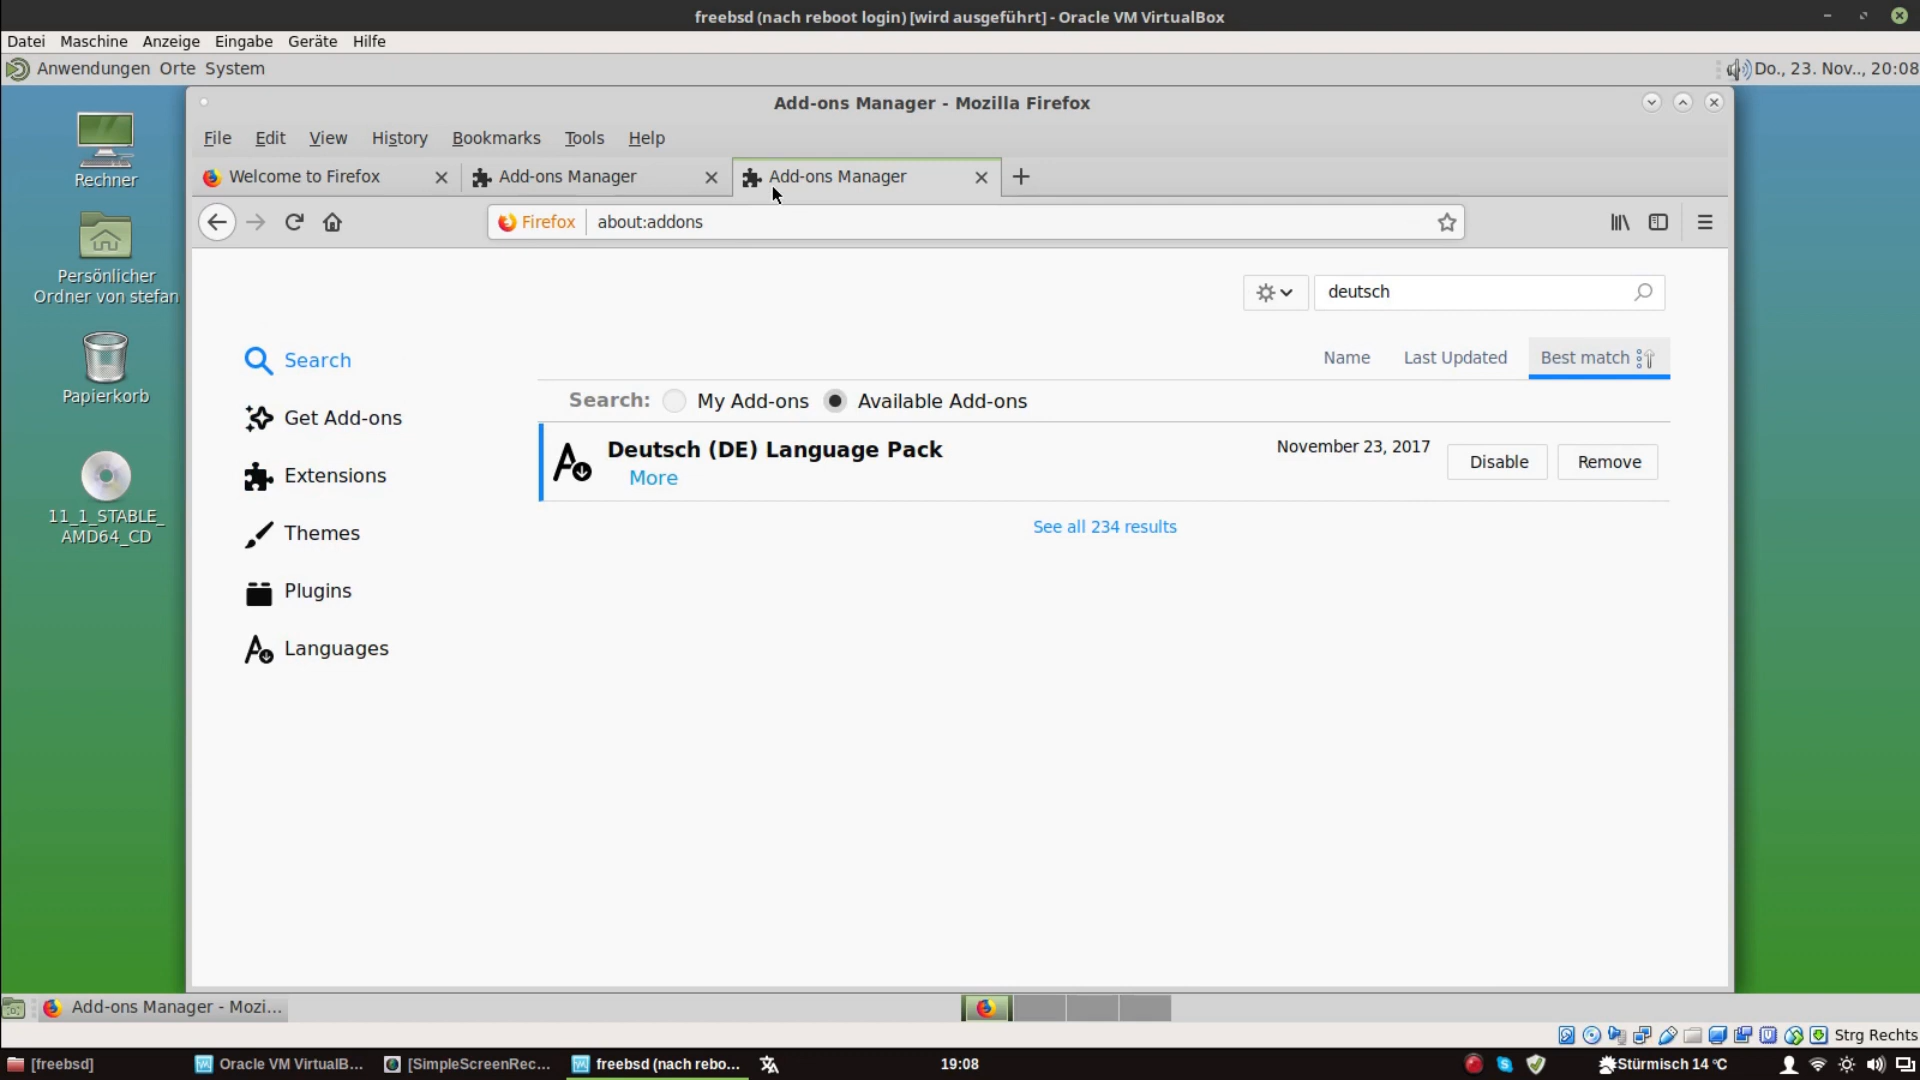 freebsd (nach reboot login) [wird ausgeführt] - Oracle VM VirtualBox
Datei Maschine Anzeige Eingabe Geräte Hilfe
Anwendungen Orte System
Do., 23. Nov.., 20:08
Add-ons Manager - Mozilla Firefox
File Edit View History Bookmarks Tools Help
Welcome to Firefox
Add-ons Manager
Add-ons Manager
Firefox
about:addons
Rechner
Persönlicher
Ordner von stefan
Papierkorb
11_1_STABLE_
AMD64_CD
deutsch
Search
Get Add-ons
Extensions
Themes
Plugins
Languages
Name Last Updated Best match
Search: My Add-ons Available Add-ons
Deutsch (DE) Language Pack
More
November 23, 2017
Disable
Remove
See all 234 results
Add-ons Manager - Mozi...
Strg Rechts
[freebsd]
Oracle VM VirtualB...
[SimpleScreenRec...
freebsd (nach rebo...
19:08
Stürmisch 14 °C